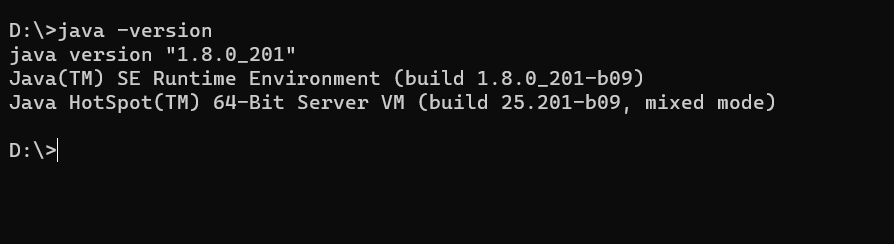 D:\>java -version
java version "1.8.0_201"
Java(TM) SE Runtime Environment (build 1.8.0_201-b09)
Java HotSpot(TM) 64-Bit Server VM (build 25.201-b09, mixed mode)
D:\>